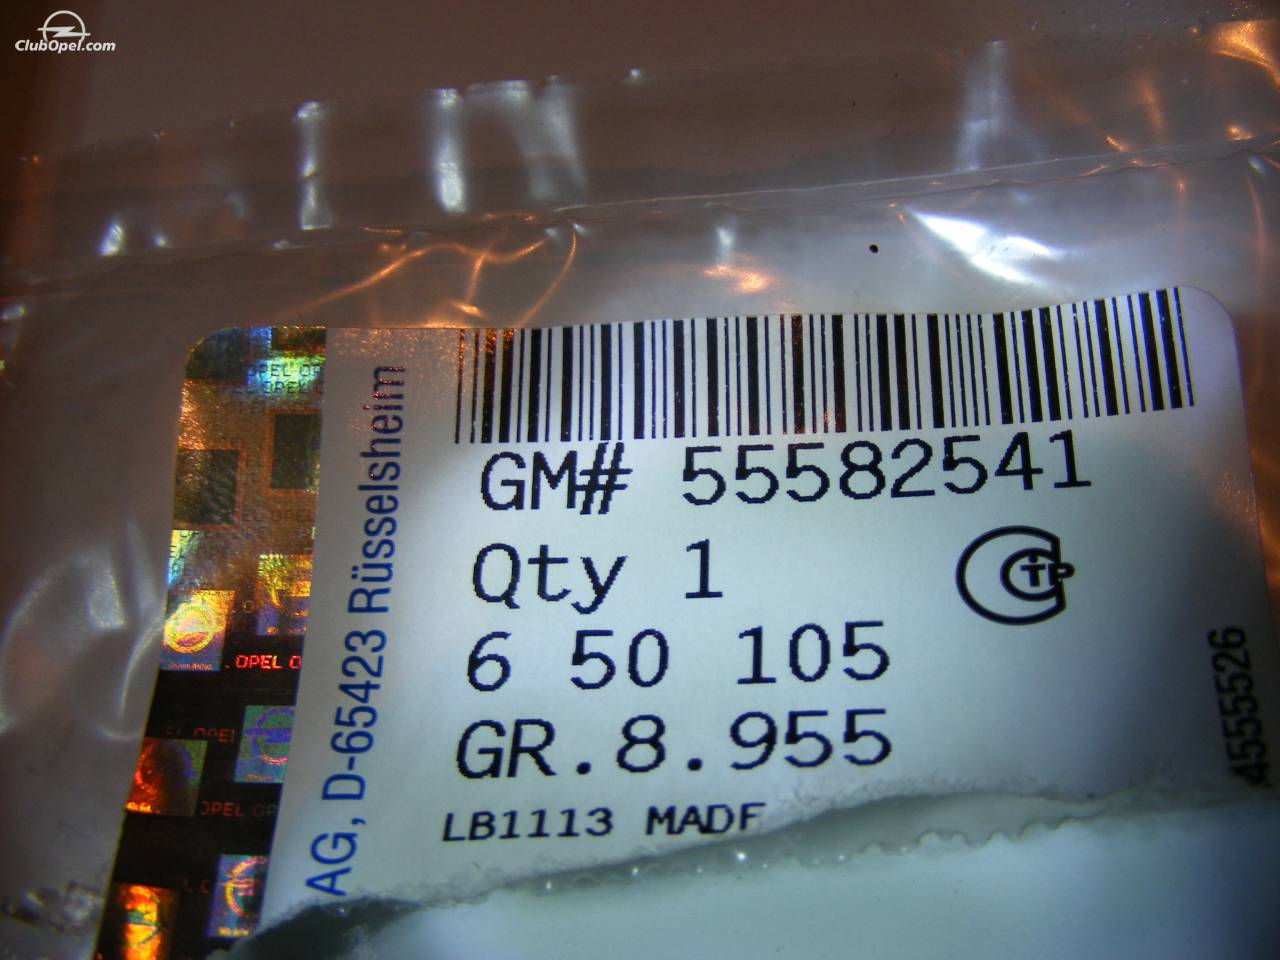 ClubOpel.com
GM# 55582541
Qty 1
6 50 105
GR.8.955
LB1113 MADE
AG, D-65423 Rüsselsheim
4555526
OPEL